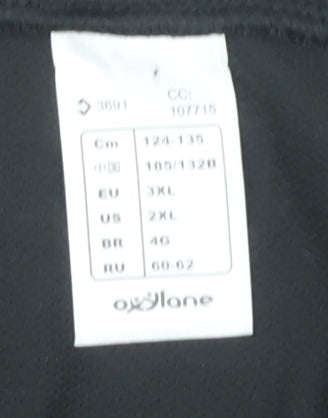 3691
CC:
107715
Cm 124-135
中国 185/132B
EU 3XL
US 2XL
BR 4G
RU 60-62
oxylane